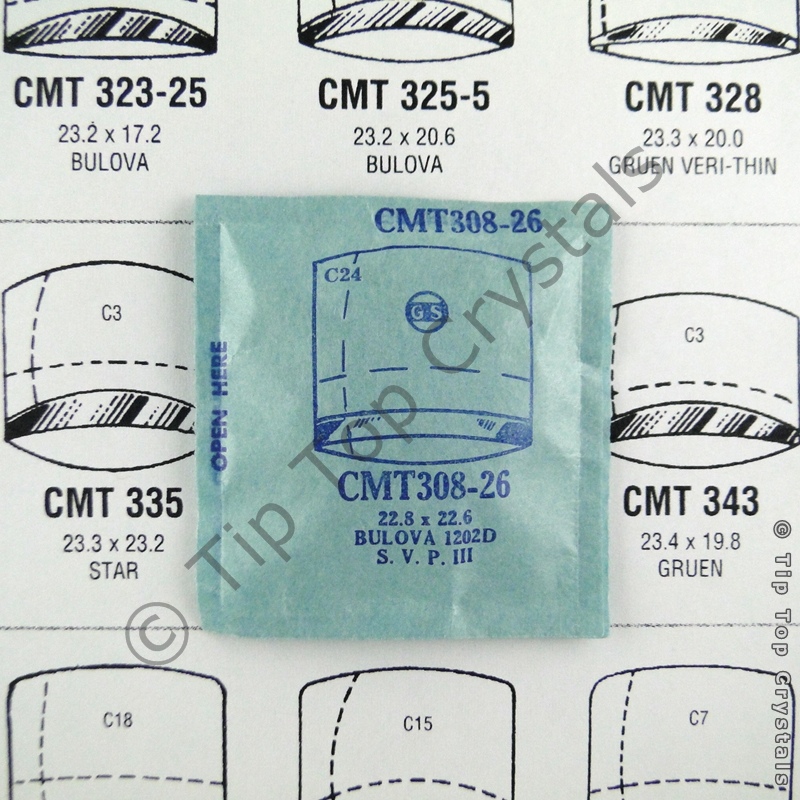 CMT 323-25
23.2 x 17.2
BULOVA
CMT 325-5
23.2 x 20.6
BULOVA
CMT 328
23.3 x 20.0
GRUEN VERI-THIN
C3
CMT 335
23.3 x 23.2
STAR
CMT308-26
C24
GS
OPEN HERE
CMT308-26
22.8 x 22.6
BULOVA 1202D
S. V. P. III
C3
CMT 343
23.4 x 19.8
GRUEN
C18
C15
C7
© Tip Top Crystals
© Tip Top Crystals